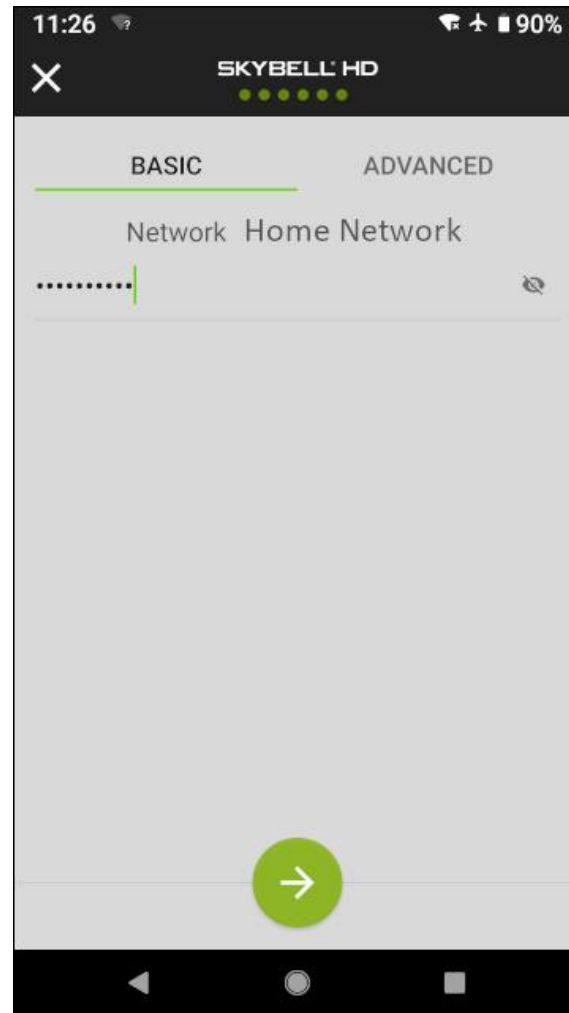 11:26 90%
SKYBELL HD
BASIC ADVANCED
Network Home Network
••••••••••